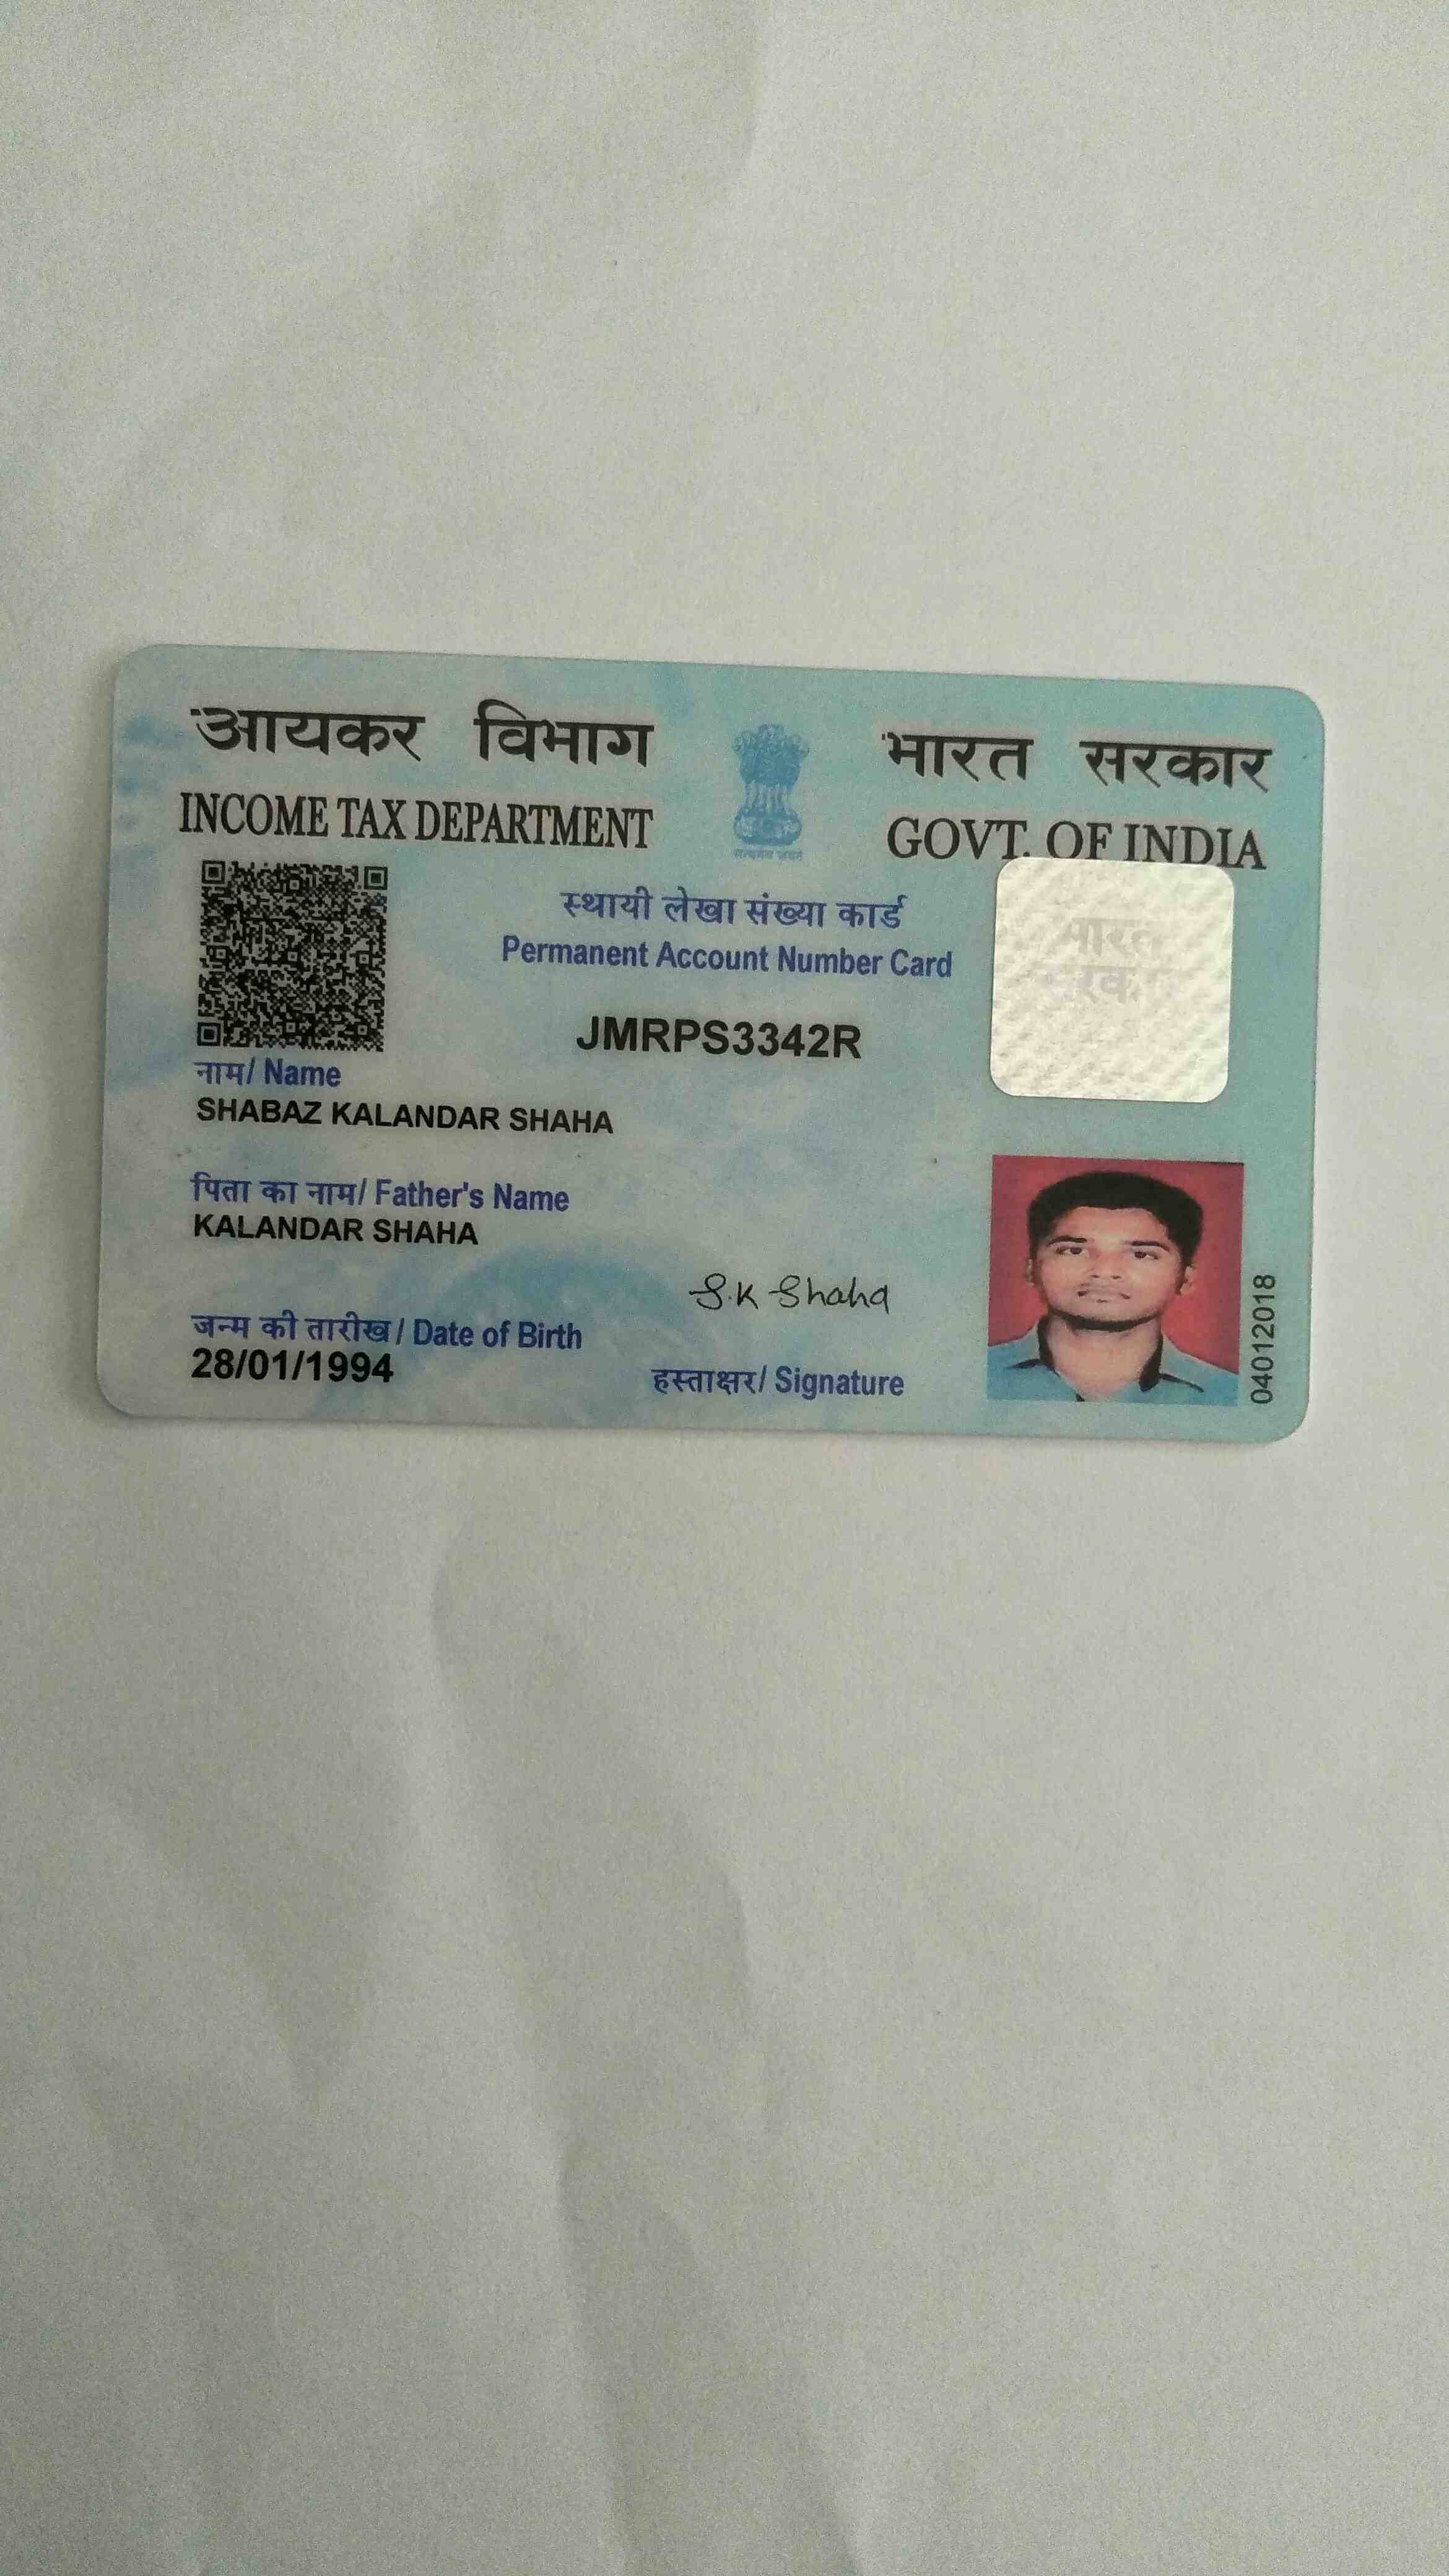 आयकर विभाग
INCOME TAX DEPARTMENT
भारत सरकार
GOVT. OF INDIA
सत्यमेव जयते
स्थायी लेखा संख्या कार्ड
Permanent Account Number Card
JMRPS3342R
भारत
नाम/ Name
SHABAZ KALANDAR SHAHA
पिता का नाम/ Father's Name
KALANDAR SHAHA
जन्म की तारीख/ Date of Birth
28/01/1994
S.K Shaha
हस्ताक्षर/ Signature
04012018